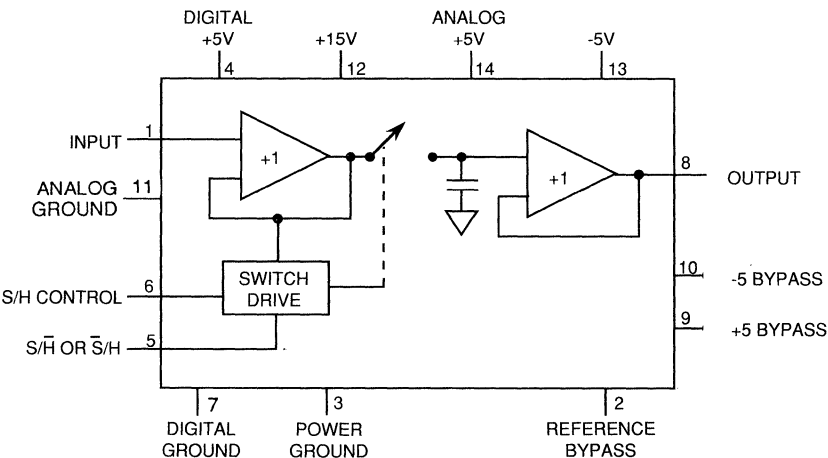 DIGITAL
+5V
+15V
ANALOG
+5V
-5V
4
12
14
13
INPUT
1
+1
ANALOG
GROUND
11
+1
8
OUTPUT
S/H CONTROL
6
SWITCH
DRIVE
10
-5 BYPASS
S/H̅ OR S̅/H
5
9
+5 BYPASS
7
3
2
DIGITAL
GROUND
POWER
GROUND
REFERENCE
BYPASS